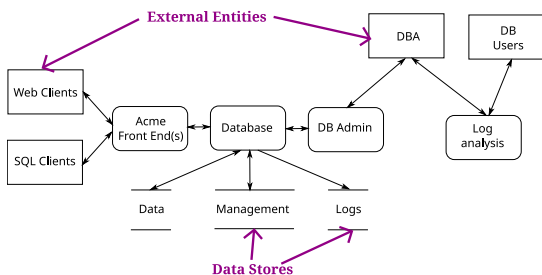 External Entities
DBA
DB
Users
Web Clients
Acme
Front End(s)
Database
DB Admin
Log
analysis
SQL Clients
Data
Management
Logs
Data Stores